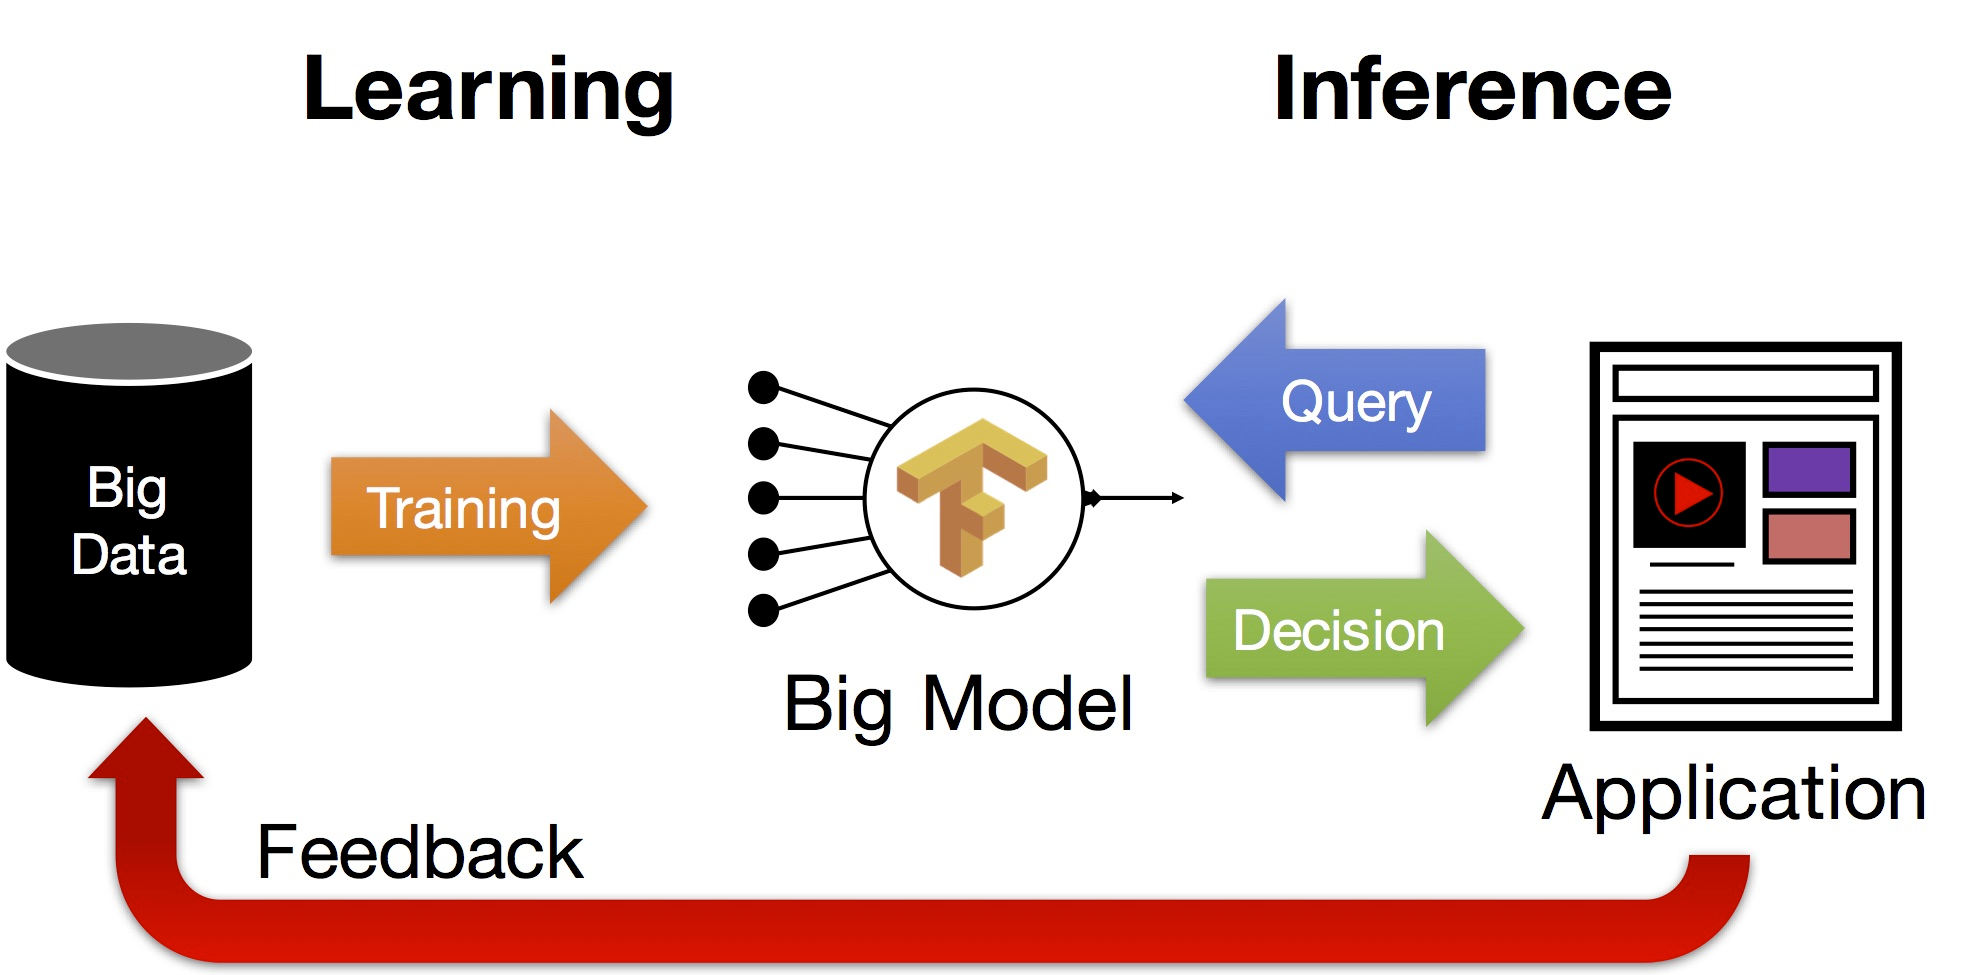 Learning
Inference
Big
Data
Training
Query
Decision
Big Model
Application
Feedback